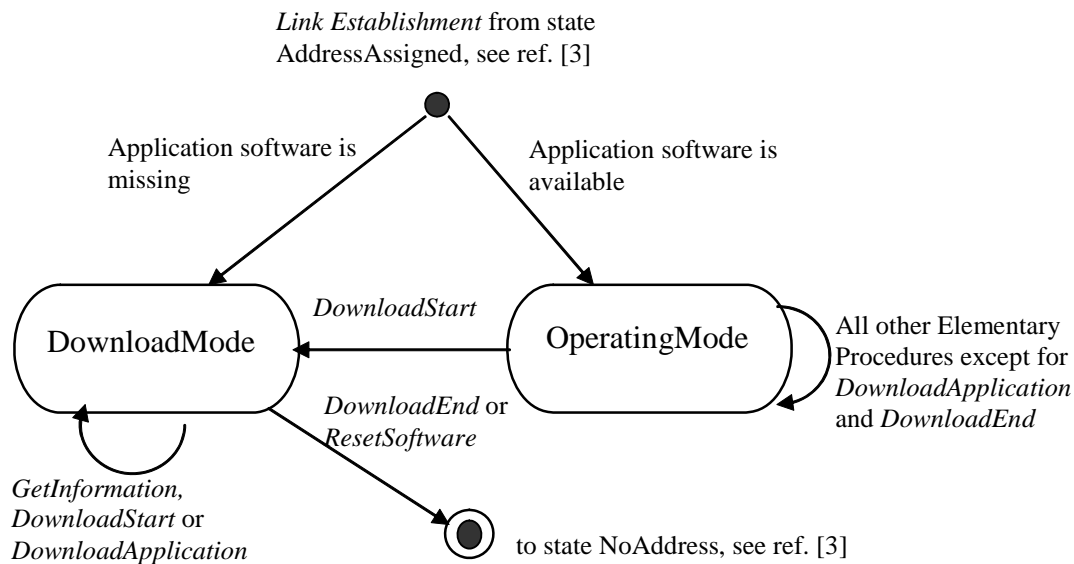 Link Establishment from state
AddressAssigned, see ref. [3]
Application software is
missing
Application software is
available
DownloadMode
DownloadStart
OperatingMode
All other Elementary
Procedures except for
DownloadApplication
and DownloadEnd
DownloadEnd or
ResetSoftware
GetInformation,
DownloadStart or
DownloadApplication
to state NoAddress, see ref. [3]